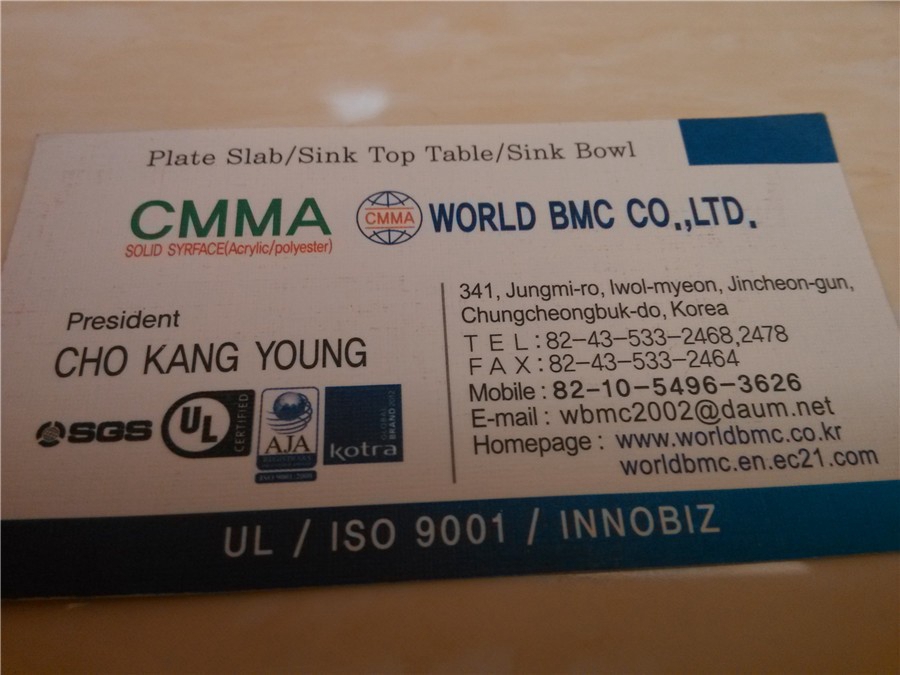 Plate Slab/Sink Top Table/Sink Bowl
CMMA
SOLID SYRFACE(Acrylic/polyester)
CMMA
WORLD BMC CO.,LTD.
President
CHO KANG YOUNG
341, Jungmi-ro, Iwol-myeon, Jincheon-gun,
Chungcheongbuk-do, Korea
TEL:82-43-533-2468,2478
FAX:82-43-533-2464
Mobile : 82-10-5496-3626
E-mail : wbmc2002@daum.net
Homepage : www.worldbmc.co.kr
worldbmc.en.ec21.com
SGS
UL
CERTIFIED
AJA
kotra
GLOBAL
UL / ISO 9001 / INNOBIZ